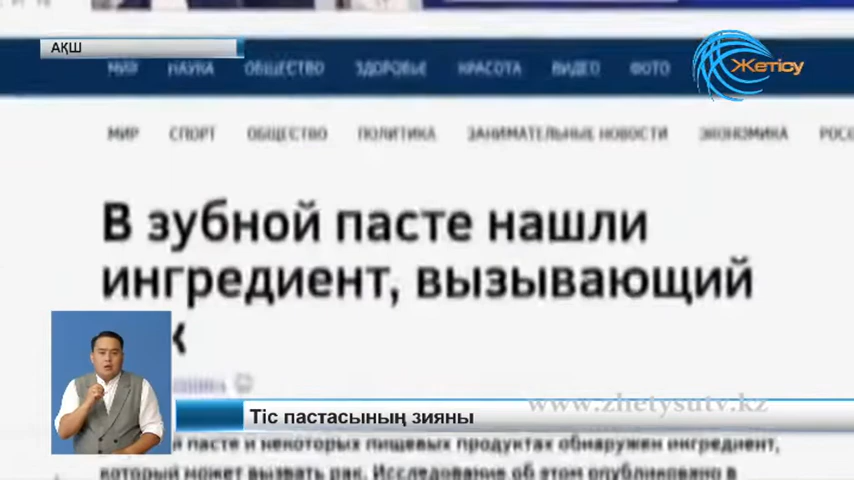 АҚШ
Жетісу
МИР НАУКА ОБЩЕСТВО ЗДОРОВЬЕ КРАСОТА ВИДЕО ФОТО
МИР СПОРТ ОБЩЕСТВО ПОЛИТИКА ЗАНИМАТЕЛЬНЫЕ НОВОСТИ ЭКОНОМИКА
В зубной пасте нашли
ингредиент, вызывающий
www.zhetysutv.kz
Тіс пастасының зияны
пасте и некоторых пищевых продуктах обнаружен ингредиент,
который может вызвать рак. Исследование об этом опубликовано в